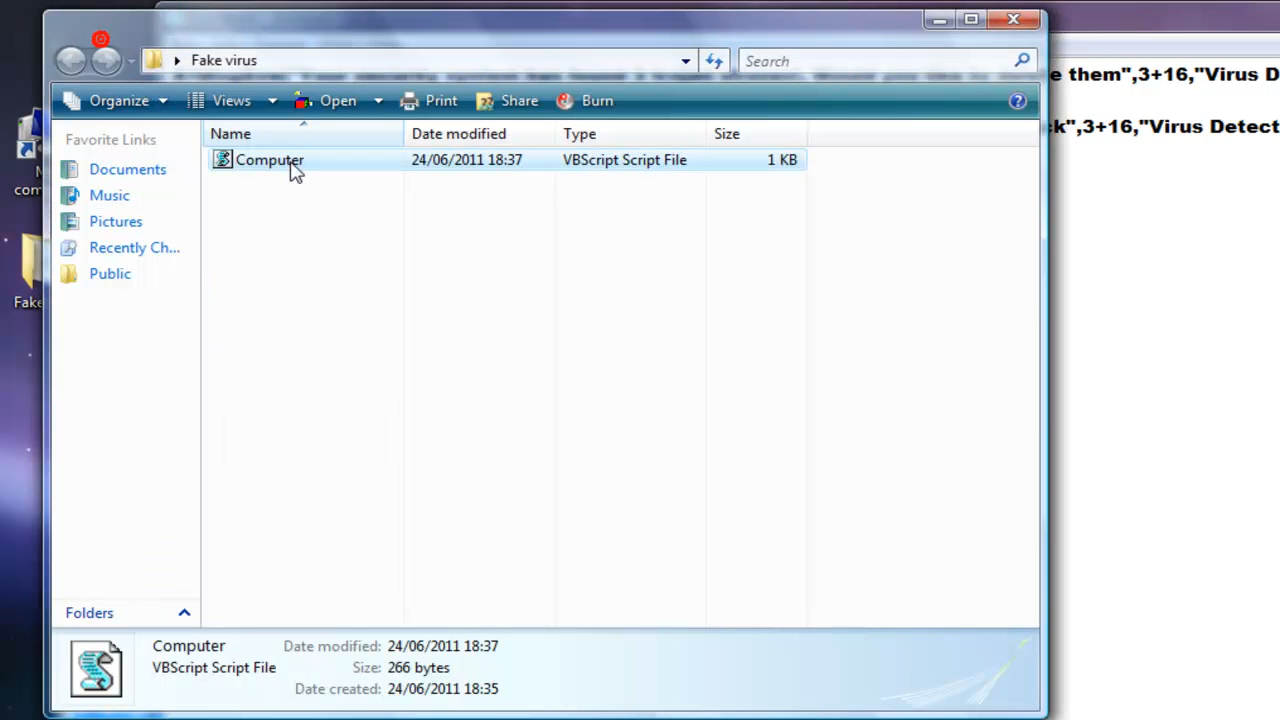 Fake virus
Search
e them",3+16,"Virus D
Organize
Views
Open
Print
Share
Burn
ck",3+16,"Virus Detect
Favorite Links
Name
Date modified
Type
Size
Computer
24/06/2011 18:37
VBScript Script File
1 KB
Documents
Music
Pictures
Recently Ch...
Public
com
Fake
Folders
Computer
Date modified: 24/06/2011 18:37
VBScript Script File
Size: 266 bytes
Date created: 24/06/2011 18:35